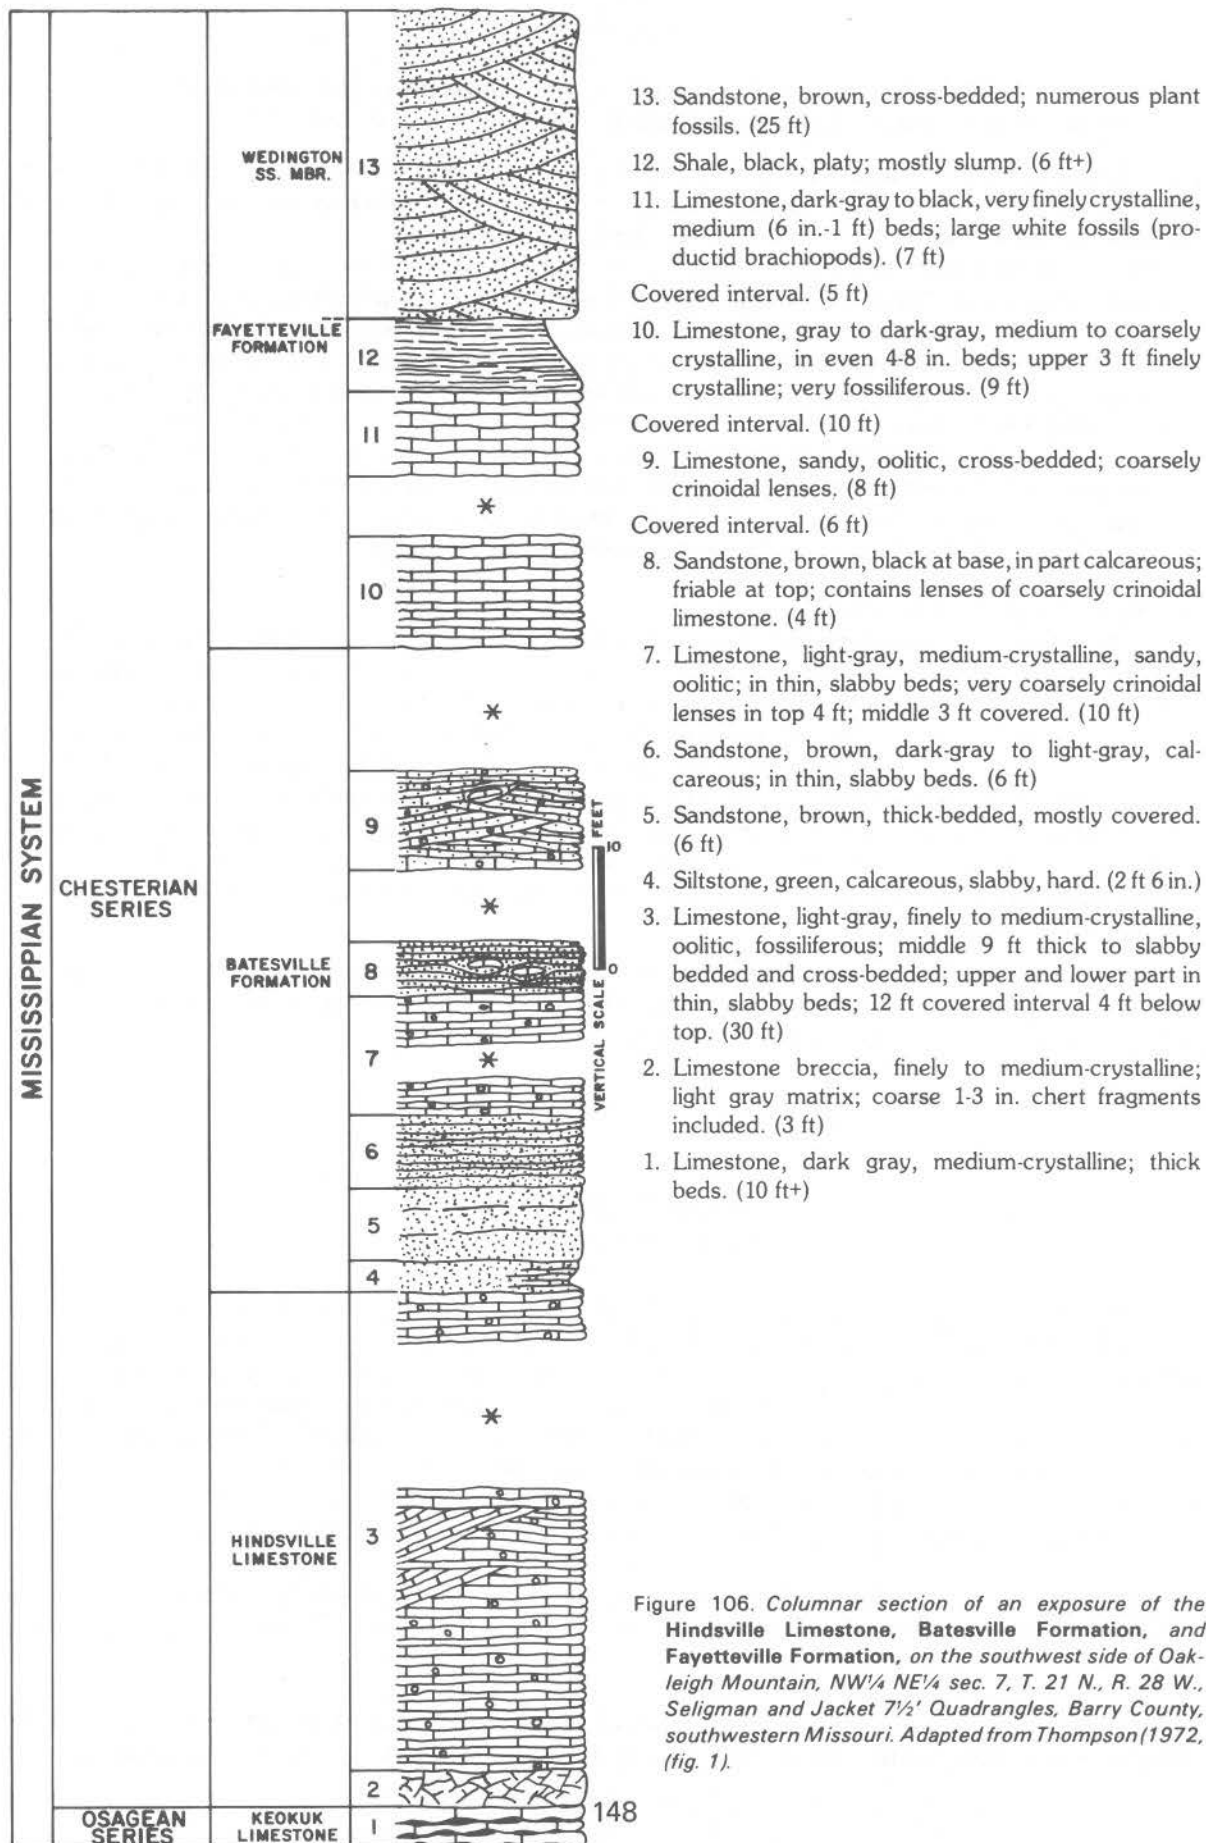 MISSISSIPPIAN SYSTEM
CHESTERIAN
SERIES
OSAGEAN
SERIES
WEDINGTON
SS. MBR.
FAYETTEVILLE
FORMATION
BATESVILLE
FORMATION
HINDSVILLE
LIMESTONE
KEOKUK
LIMESTONE
13
12
11
*
10
*
9
*
8
7
*
6
5
4
*
3
2
1
VERTICAL SCALE
FEET
10
0
13. Sandstone, brown, cross-bedded; numerous plant
fossils. (25 ft)
12. Shale, black, platy; mostly slump. (6 ft+)
11. Limestone, dark-gray to black, very finely crystalline,
medium (6 in.-1 ft) beds; large white fossils (pro-
ductid brachiopods). (7 ft)
Covered interval. (5 ft)
10. Limestone, gray to dark-gray, medium to coarsely
crystalline, in even 4-8 in. beds; upper 3 ft finely
crystalline; very fossiliferous. (9 ft)
Covered interval. (10 ft)
9. Limestone, sandy, oolitic, cross-bedded; coarsely
crinoidal lenses. (8 ft)
Covered interval. (6 ft)
8. Sandstone, brown, black at base, in part calcareous;
friable at top; contains lenses of coarsely crinoidal
limestone. (4 ft)
7. Limestone, light-gray, medium-crystalline, sandy,
oolitic; in thin, slabby beds; very coarsely crinoidal
lenses in top 4 ft; middle 3 ft covered. (10 ft)
6. Sandstone, brown, dark-gray to light-gray, cal-
careous; in thin, slabby beds. (6 ft)
5. Sandstone, brown, thick-bedded, mostly covered.
(6 ft)
4. Siltstone, green, calcareous, slabby, hard. (2 ft 6 in.)
3. Limestone, light-gray, finely to medium-crystalline,
oolitic, fossiliferous; middle 9 ft thick to slabby
bedded and cross-bedded; upper and lower part in
thin, slabby beds; 12 ft covered interval 4 ft below
top. (30 ft)
2. Limestone breccia, finely to medium-crystalline;
light gray matrix; coarse 1-3 in. chert fragments
included. (3 ft)
1. Limestone, dark gray, medium-crystalline; thick
beds. (10 ft+)
Figure 106. Columnar section of an exposure of the
Hindsville Limestone, Batesville Formation, and
Fayetteville Formation, on the southwest side of Oak-
leigh Mountain, NW¼ NE¼ sec. 7, T. 21 N., R. 28 W.,
Seligman and Jacket 7½' Quadrangles, Barry County,
southwestern Missouri. Adapted from Thompson (1972,
(fig. 1).
148